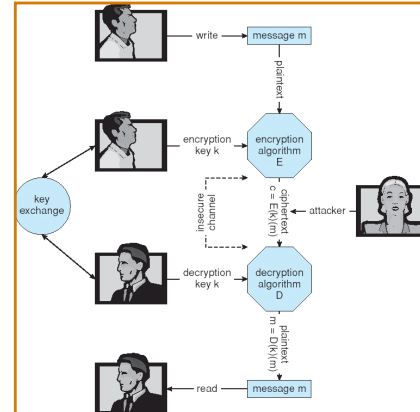 write
message m
plaintext
encryption
key k
encryption
algorithm
E
key
exchange
insecure
channel
ciphertext
c = E(k)(m)
attacker
decryption
key k
decryption
algorithm
D
plaintext
m = D(k)(m)
read
message m